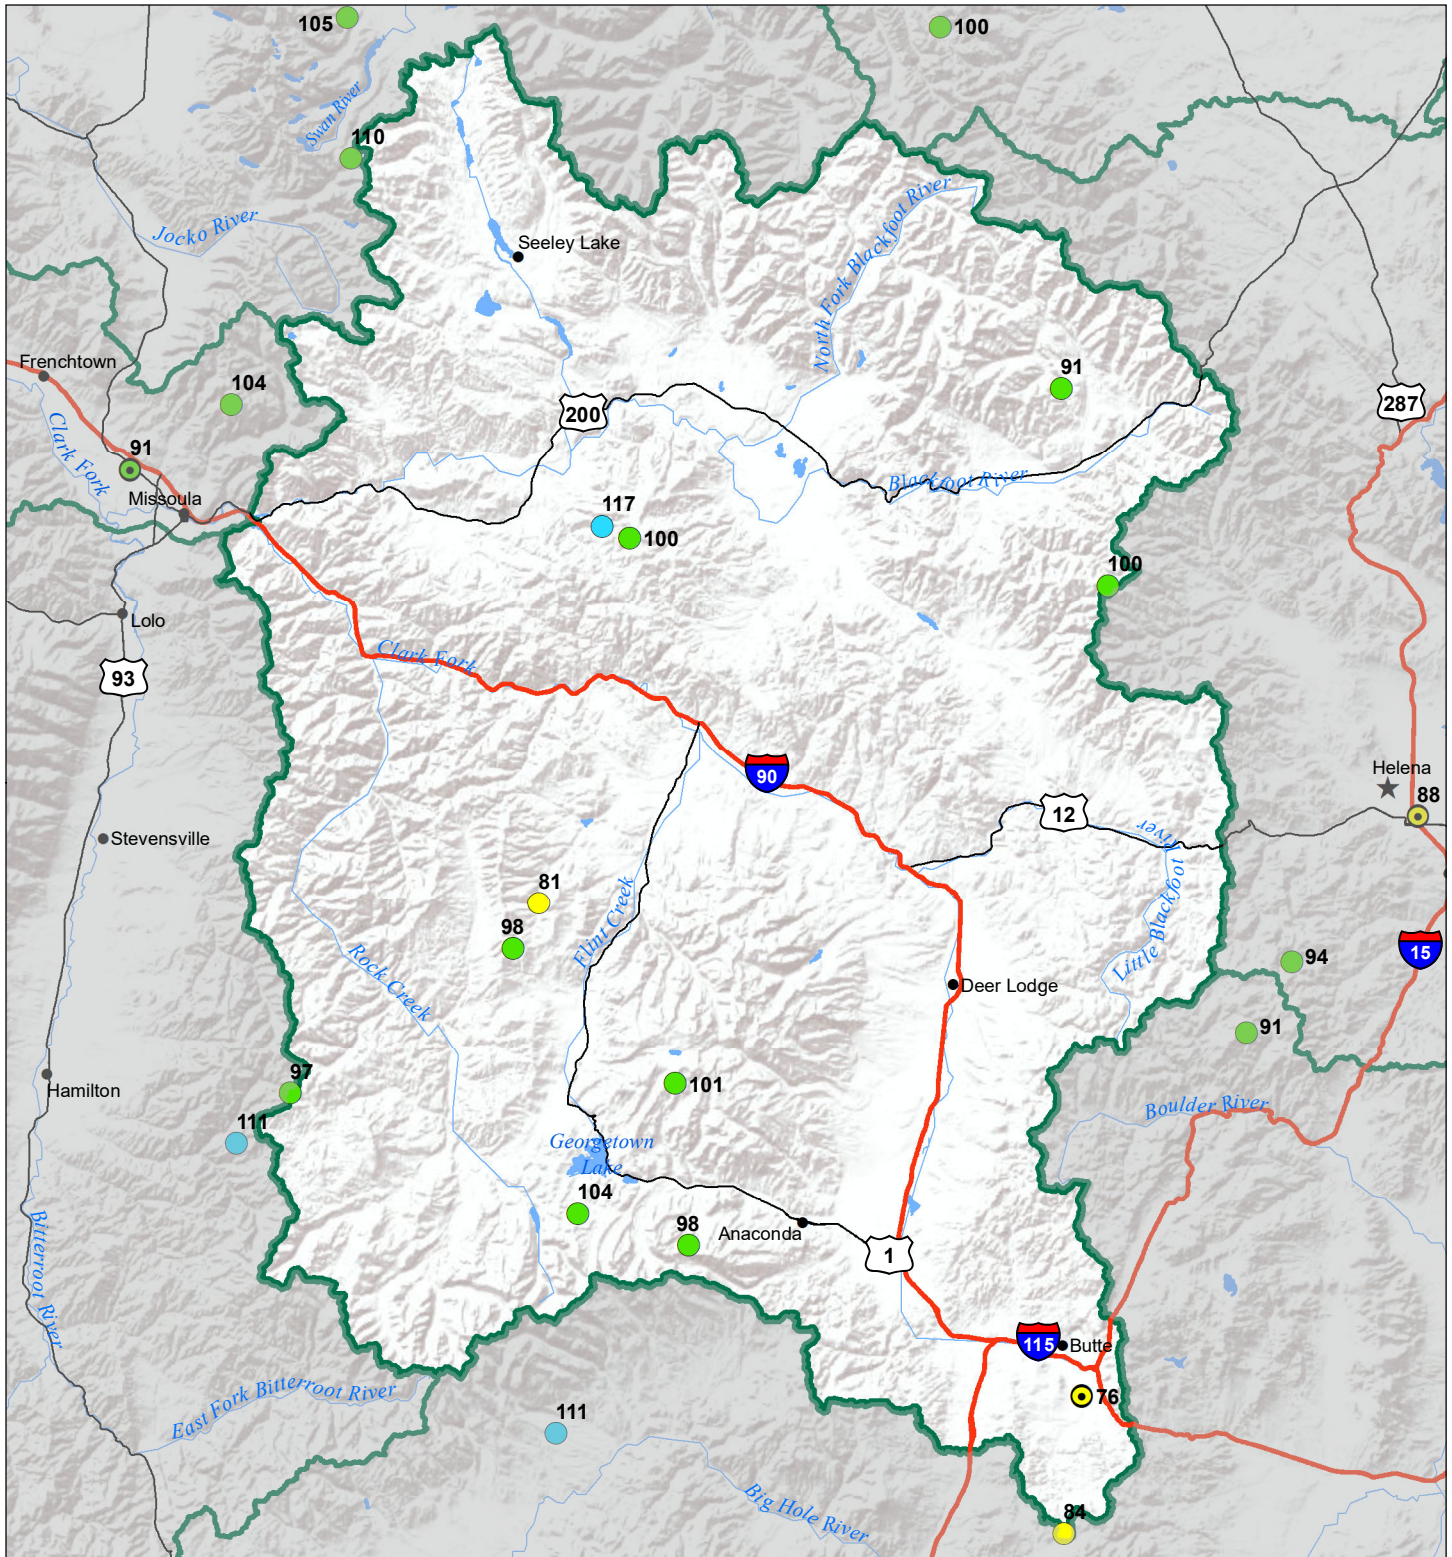 105
100
Swan River
110
Jocko River
North Fork Blackfoot River
Seeley Lake
Frenchtown
104
91
200
287
Clark Fork
91
Missoula
Blackfoot River
117
100
100
Lolo
Clark Fork
93
90
Helena
88
12
Stevensville
Little Blackfoot River
81
Flint Creek
98
Rock Creek
15
94
Deer Lodge
91
97
101
Hamilton
Boulder River
111
Georgetown
Lake
104
98
Anaconda
1
Bitterroot River
115
Butte
East Fork Bitterroot River
76
111
Big Hole River
84